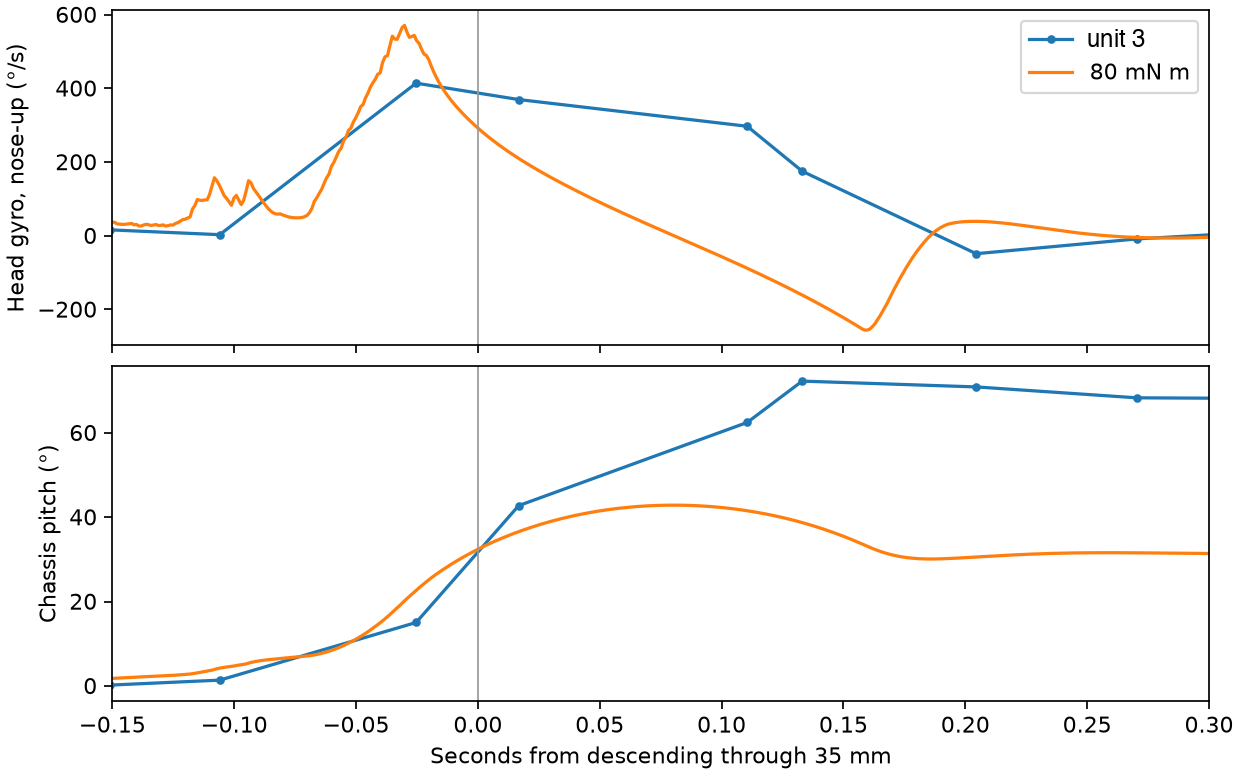 600
400
200
0
−200
Head gyro, nose-up (°/s)
unit 3
80 mN m
60
40
20
0
Chassis pitch (°)
−0.15 −0.10 −0.05 0.00 0.05 0.10 0.15 0.20 0.25 0.30
Seconds from descending through 35 mm